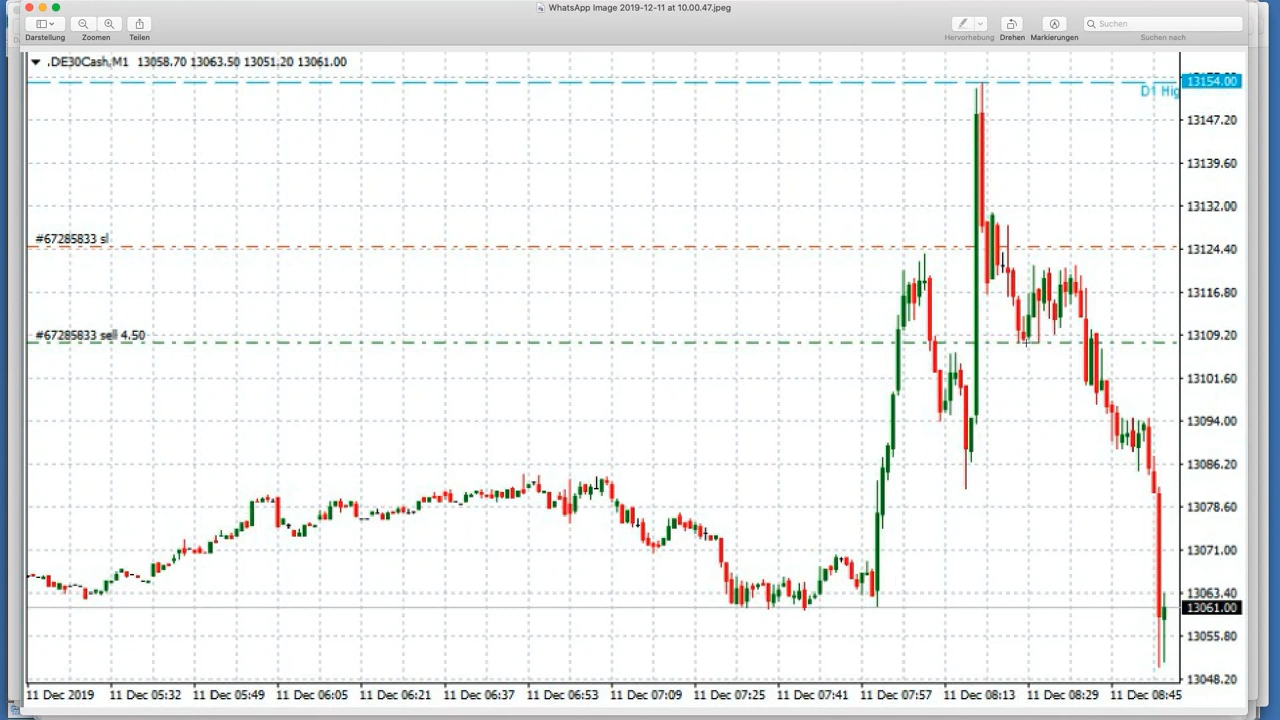 WhatsApp Image 2019-12-11 at 10.00.47.jpeg
Darstellung Zoomen Teilen Hervorhebung Drehen Markierungen Suchen
Suchen nach
.DE30Cash,M1 13058.70 13063.50 13051.20 13061.00
13154.00
D1 Hig
13147.20
13139.60
13132.00
#67285833 sl
13124.40
13116.80
#67285833 sell 4.50
13109.20
13101.60
13094.00
13086.20
13078.60
13071.00
13063.40
13061.00
13055.80
13048.20
11 Dec 2019 11 Dec 05:32 11 Dec 05:49 11 Dec 06:05 11 Dec 06:21 11 Dec 06:37 11 Dec 06:53 11 Dec 07:09 11 Dec 07:25 11 Dec 07:41 11 Dec 07:57 11 Dec 08:13 11 Dec 08:29 11 Dec 08:45